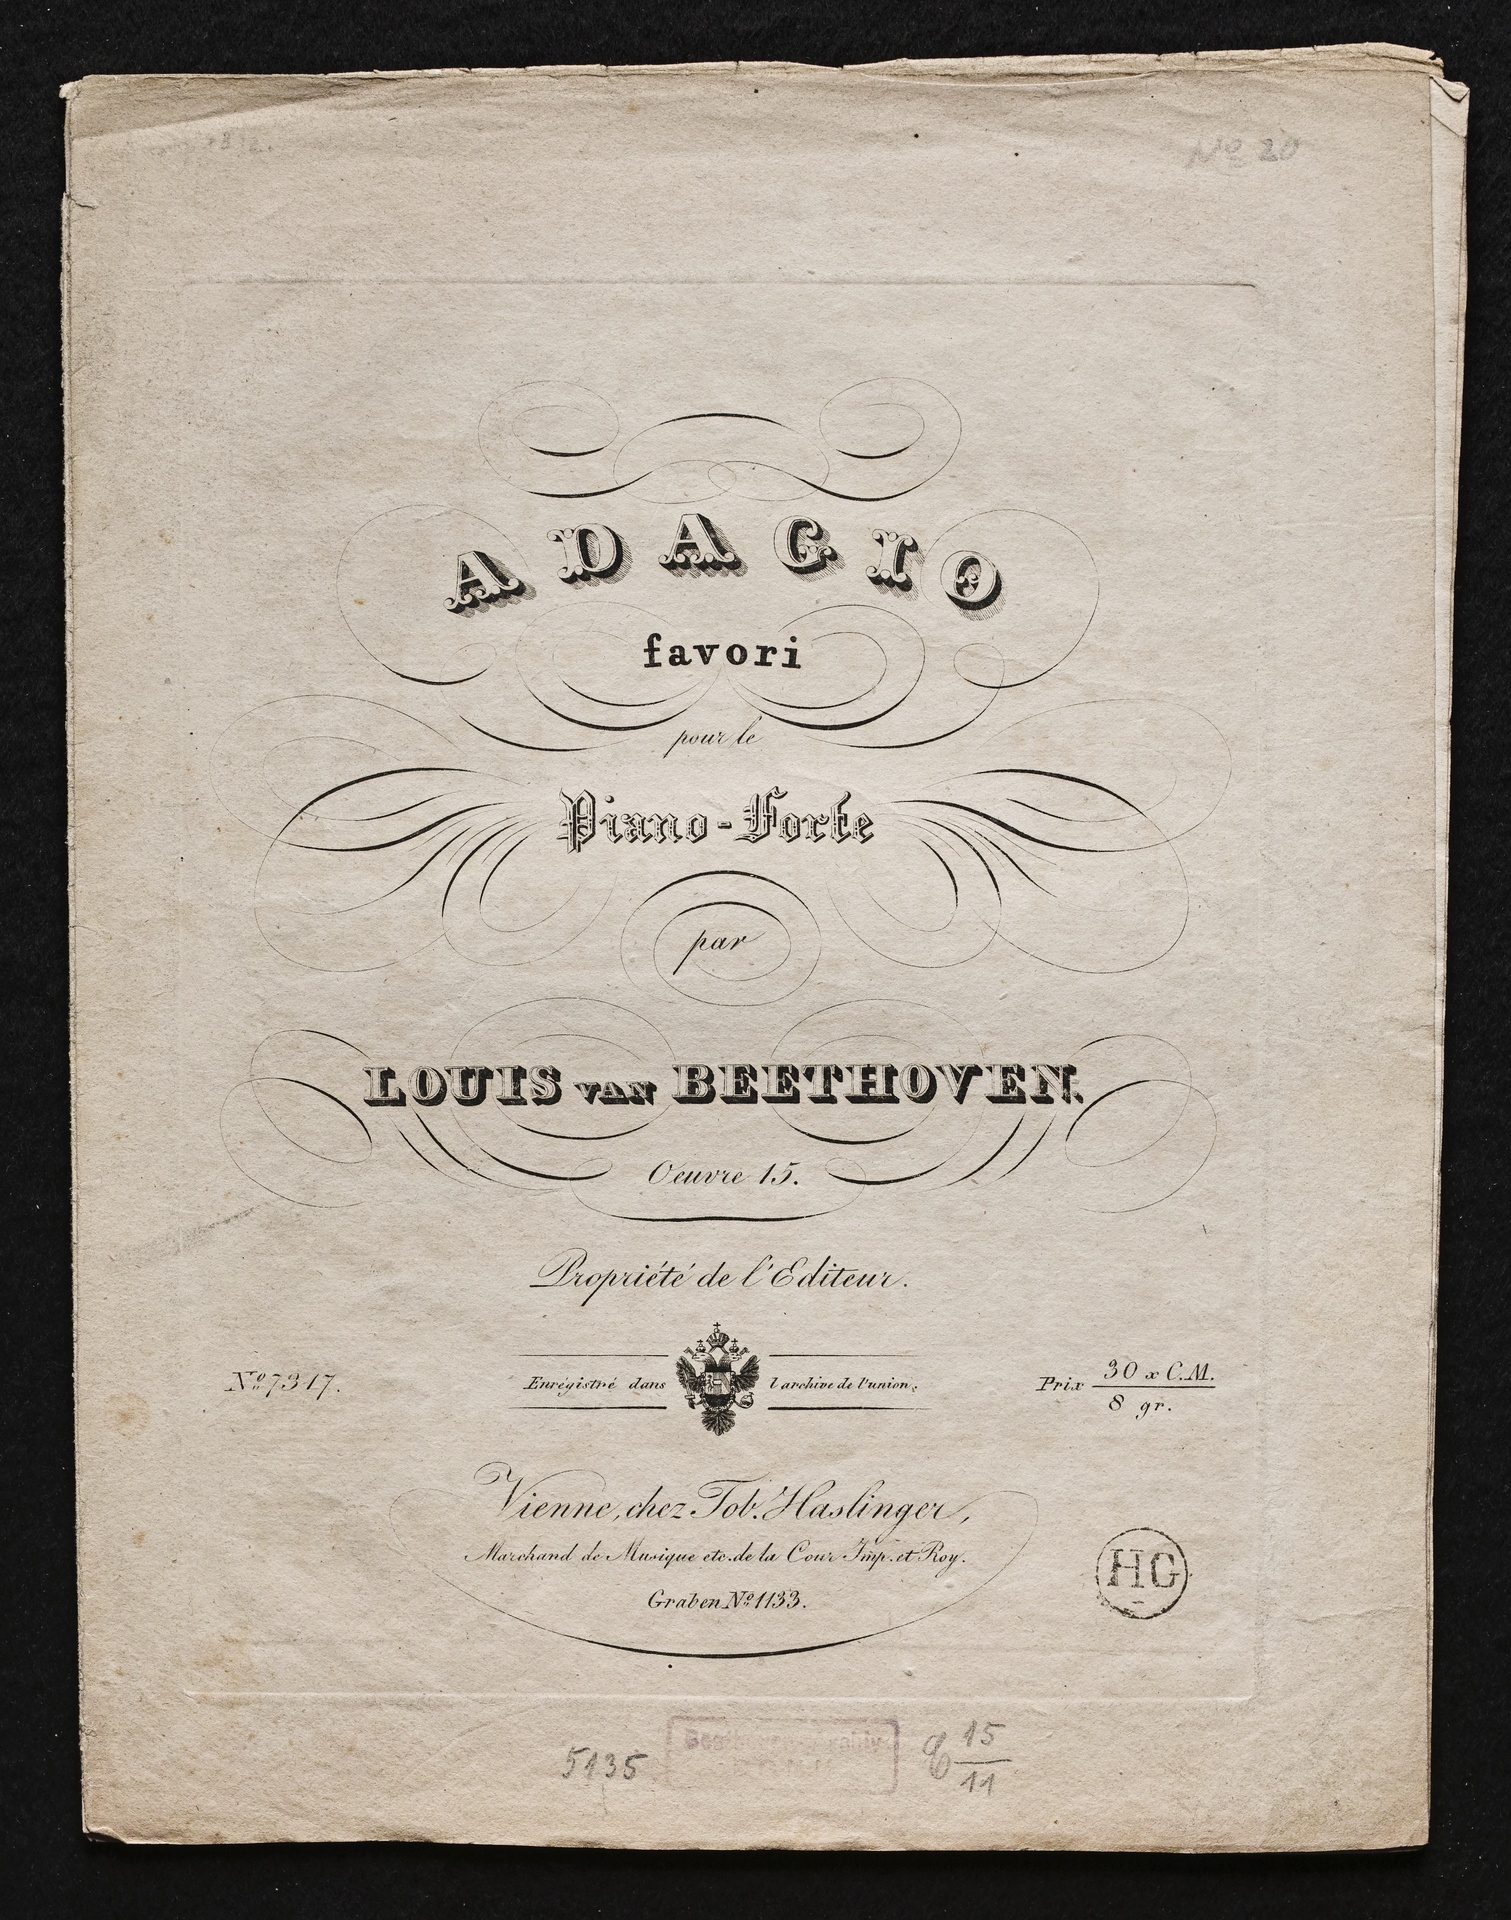 No 20
ADAGIO
favori
pour le
Piano-Forte
par
LOUIS VAN BEETHOVEN.
Oeuvre 15.
Propriété de l'Editeur.
No 7317.
Enrégistré dans l'archive de l'union.
Prix 30 x C.M.
8 gr.
Vienne, chez Tob. Haslinger,
Marchand de Musique etc. de la Cour Imp. et Roy.
Graben No 1133.
HG
5135
15
11